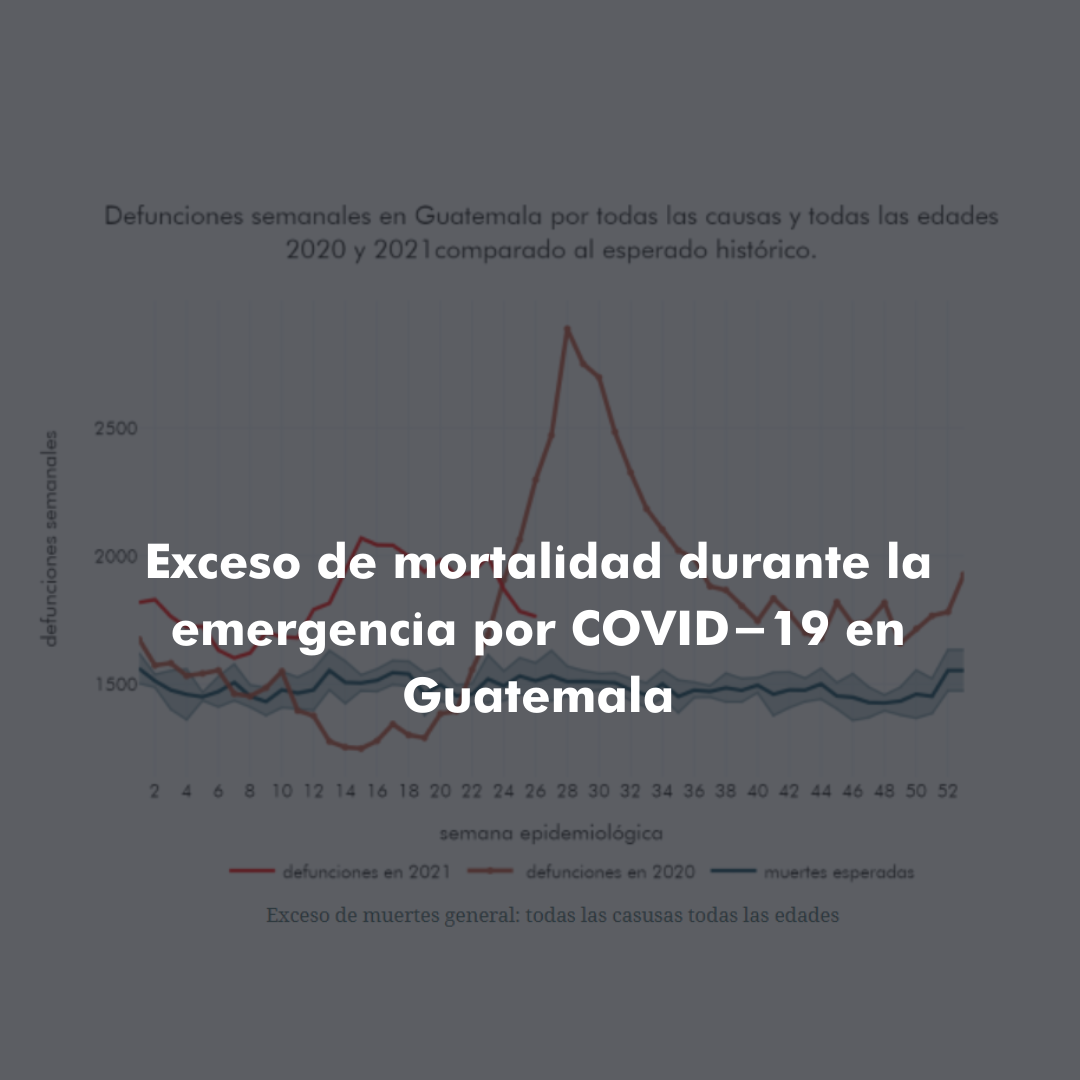 Defunciones semanales en Guatemala por todas las causas y todas las edades
2020 y 2021comparado al esperado histórico.
defunciones semanales
2500
2000
1500
Exceso de mortalidad durante la
emergencia por COVID–19 en
Guatemala
2 4 6 8 10 12 14 16 18 20 22 24 26 28 30 32 34 36 38 40 42 44 46 48 50 52
semana epidemiológica
defunciones en 2021 defunciones en 2020 muertes esperadas
Exceso de muertes general: todas las casusas todas las edades